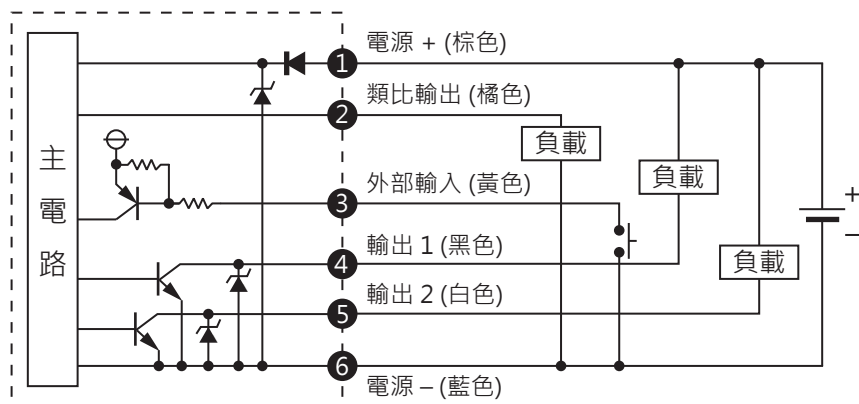 主電路
1 電源 + (棕色)
2 類比輸出 (橘色)
負載
3 外部輸入 (黃色)
負載
4 輸出 1 (黑色)
負載
5 輸出 2 (白色)
6 電源 – (藍色)
+
–